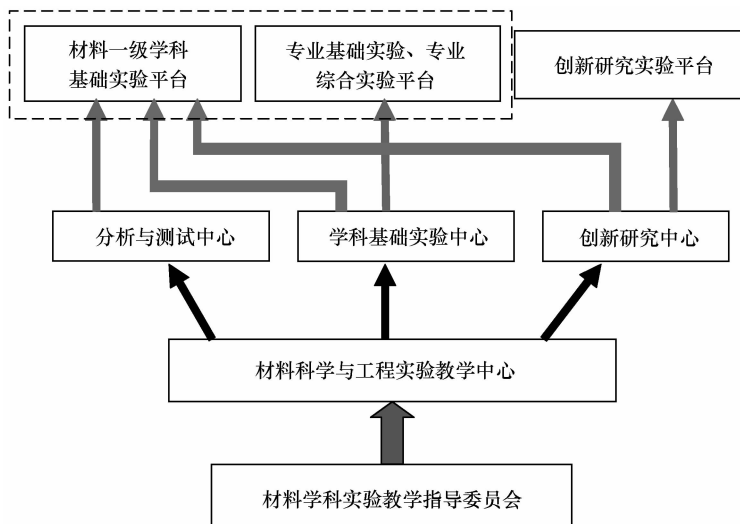 材料一级学科
基础实验平台
专业基础实验、专业
综合实验平台
创新研究实验平台
分析与测试中心
学科基础实验中心
创新研究中心
材料科学与工程实验教学中心
材料学科实验教学指导委员会